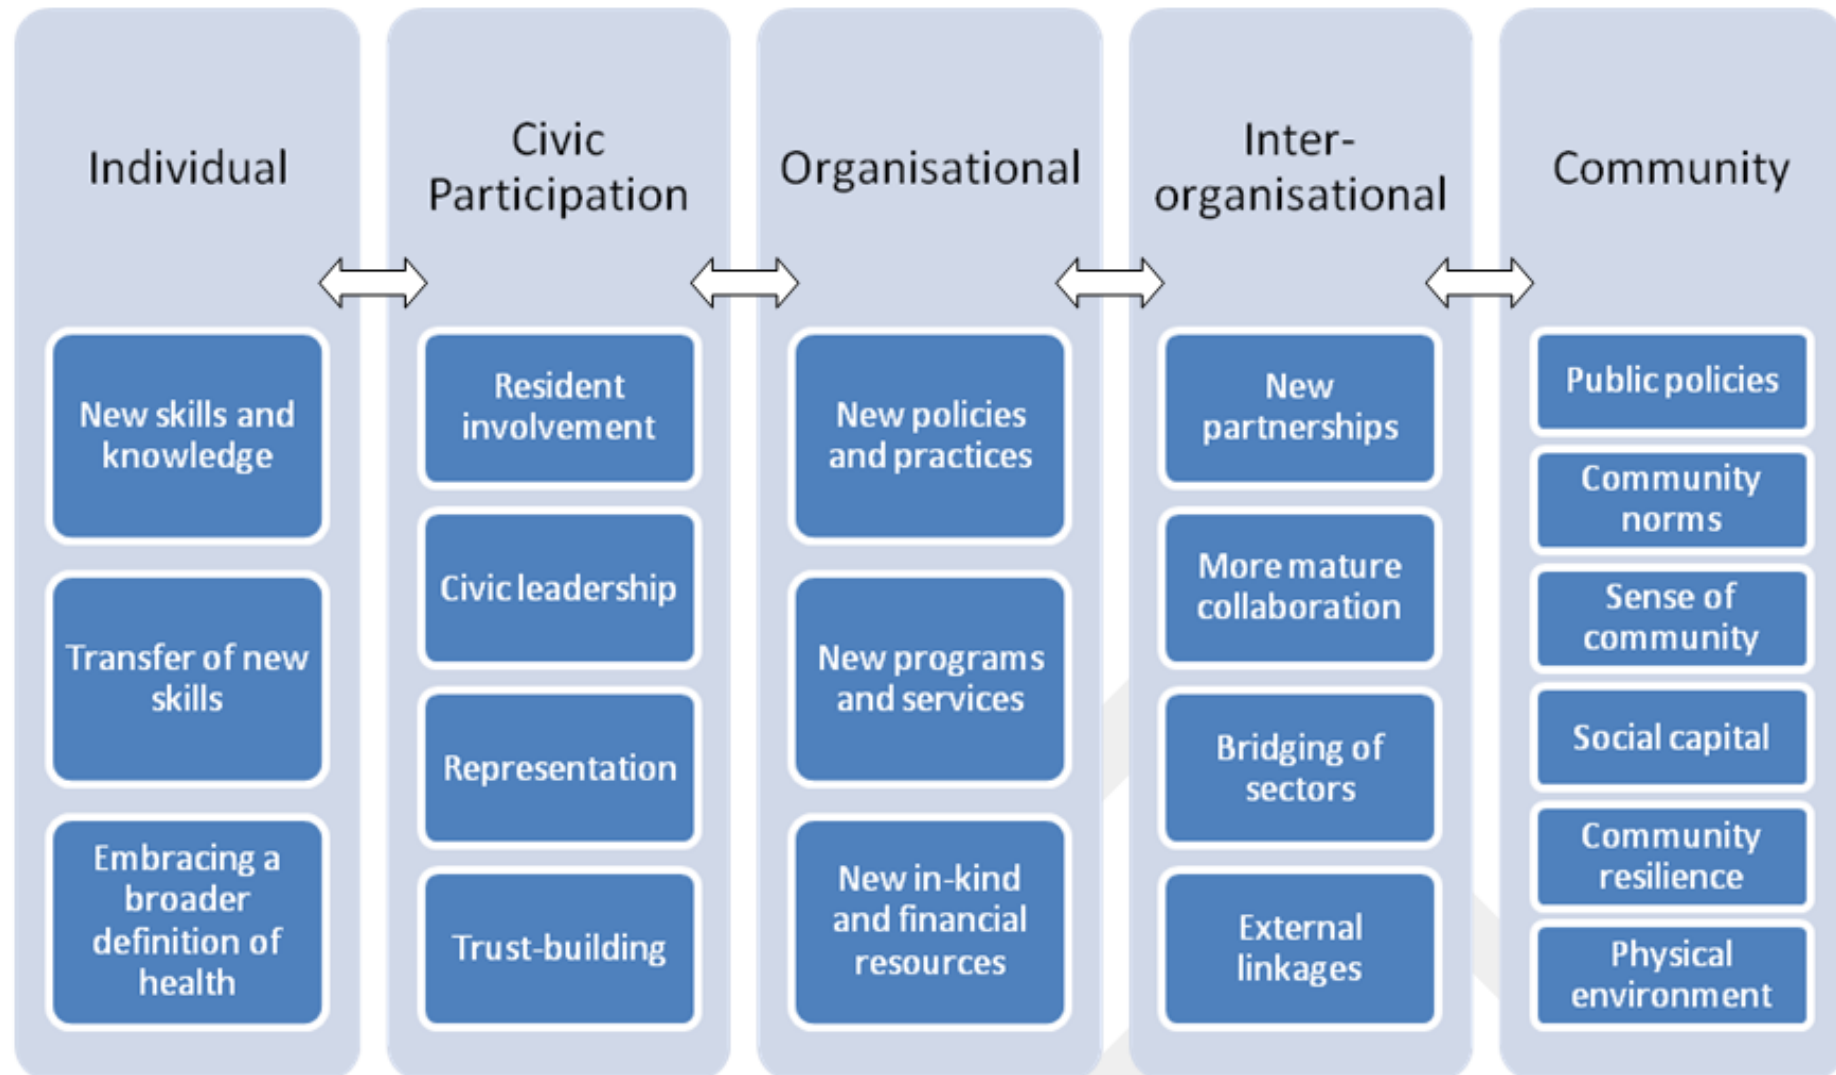 Individual
New skills and
knowledge
Transfer of new
skills
Embracing a
broader
definition of
health
Civic
Participation
Resident
involvement
Civic leadership
Representation
Trust-building
Organisational
New policies
and practices
New programs
and services
New in-kind
and financial
resources
Inter-
organisational
New
partnerships
More mature
collaboration
Bridging of
sectors
External
linkages
Community
Public policies
Community
norms
Sense of
community
Social capital
Community
resilience
Physical
environment